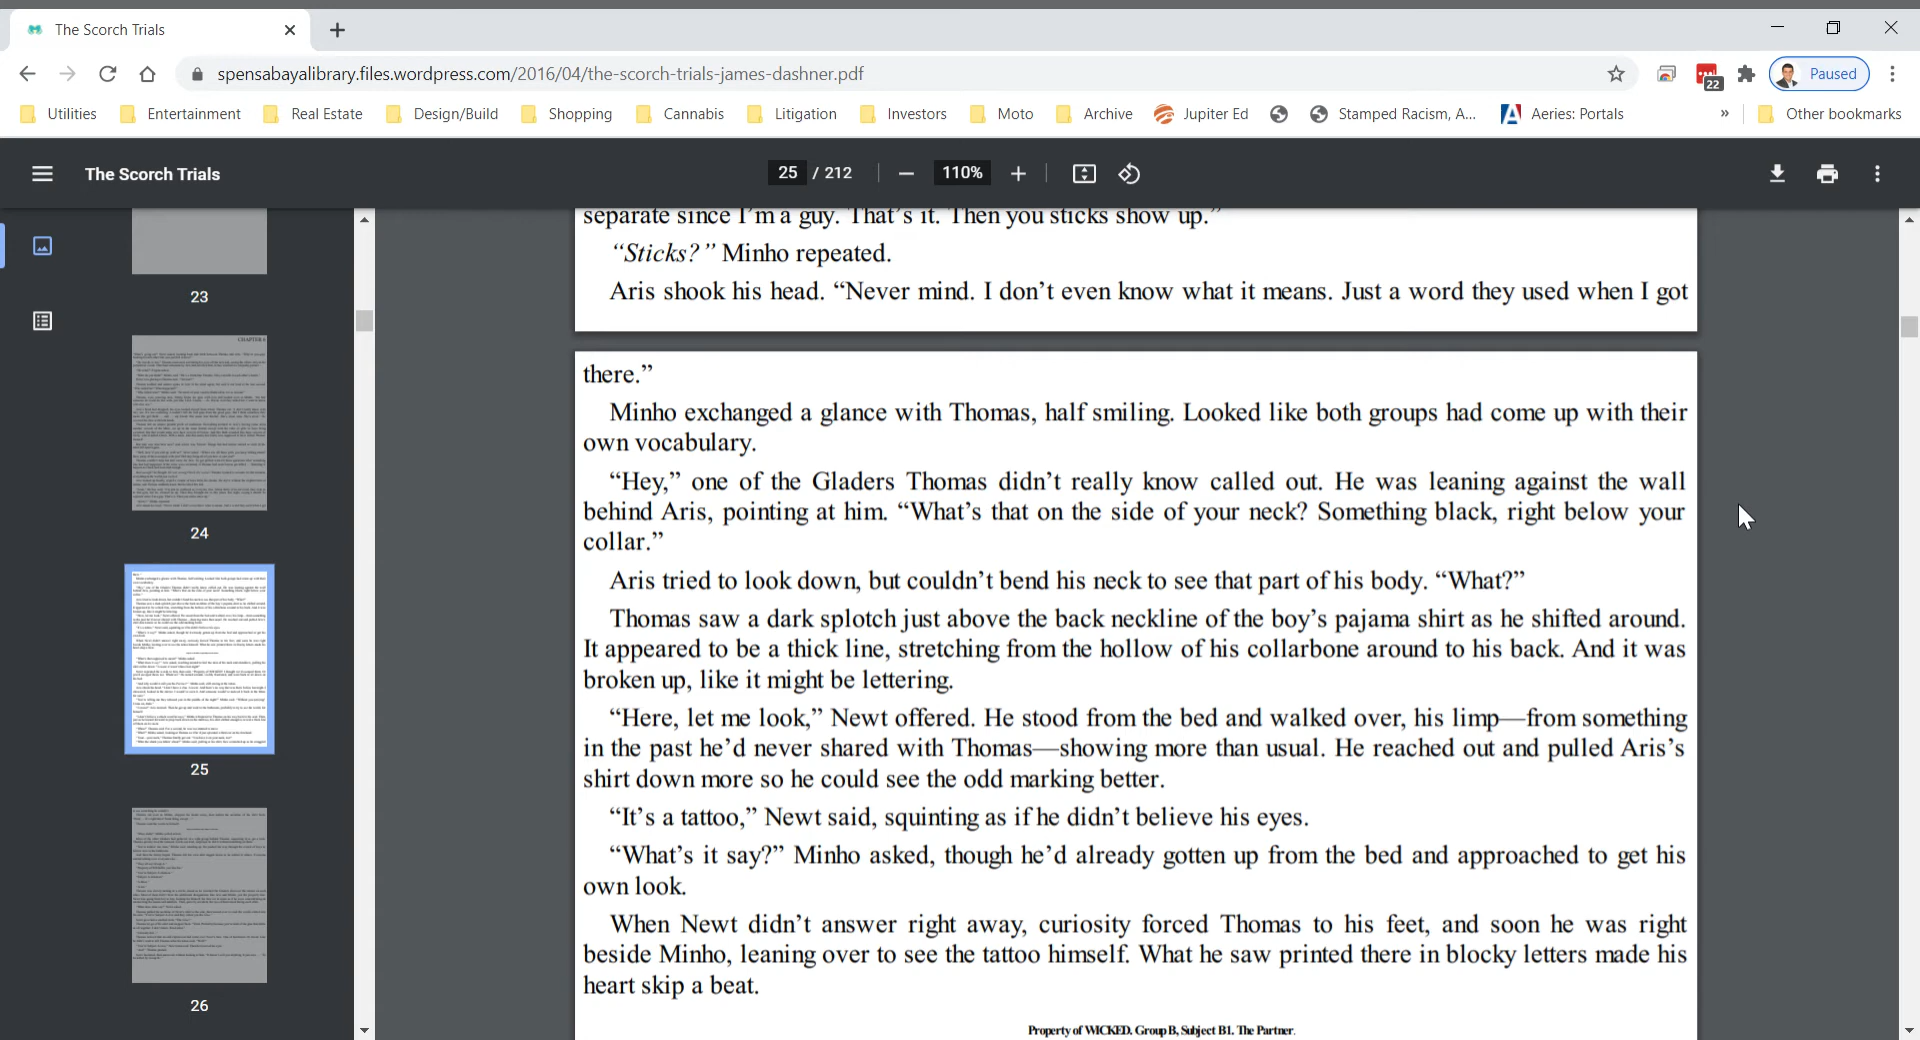 The Scorch Trials
spensabayalibrary.files.wordpress.com/2016/04/the-scorch-trials-james-dashner.pdf
22
Paused
Utilities
Entertainment
Real Estate
Design/Build
Shopping
Cannabis
Litigation
Investors
Moto
Archive
Jupiter Ed
Stamped Racism, A...
Aeries: Portals
»
Other bookmarks
The Scorch Trials
25 / 212
110%
23
CHAPTER 6
24
25
26
separate since I’m a guy. That’s it. Then you sticks show up.”
“Sticks?” Minho repeated.
Aris shook his head. “Never mind. I don’t even know what it means. Just a word they used when I got
there.”
Minho exchanged a glance with Thomas, half smiling. Looked like both groups had come up with their
own vocabulary.
“Hey,” one of the Gladers Thomas didn’t really know called out. He was leaning against the wall
behind Aris, pointing at him. “What’s that on the side of your neck? Something black, right below your
collar.”
Aris tried to look down, but couldn’t bend his neck to see that part of his body. “What?”
Thomas saw a dark splotch just above the back neckline of the boy’s pajama shirt as he shifted around.
It appeared to be a thick line, stretching from the hollow of his collarbone around to his back. And it was
broken up, like it might be lettering.
“Here, let me look,” Newt offered. He stood from the bed and walked over, his limp—from something
in the past he’d never shared with Thomas—showing more than usual. He reached out and pulled Aris’s
shirt down more so he could see the odd marking better.
“It’s a tattoo,” Newt said, squinting as if he didn’t believe his eyes.
“What’s it say?” Minho asked, though he’d already gotten up from the bed and approached to get his
own look.
When Newt didn’t answer right away, curiosity forced Thomas to his feet, and soon he was right
beside Minho, leaning over to see the tattoo himself. What he saw printed there in blocky letters made his
heart skip a beat.
Property of WICKED. Group B, Subject B1. The Partner.